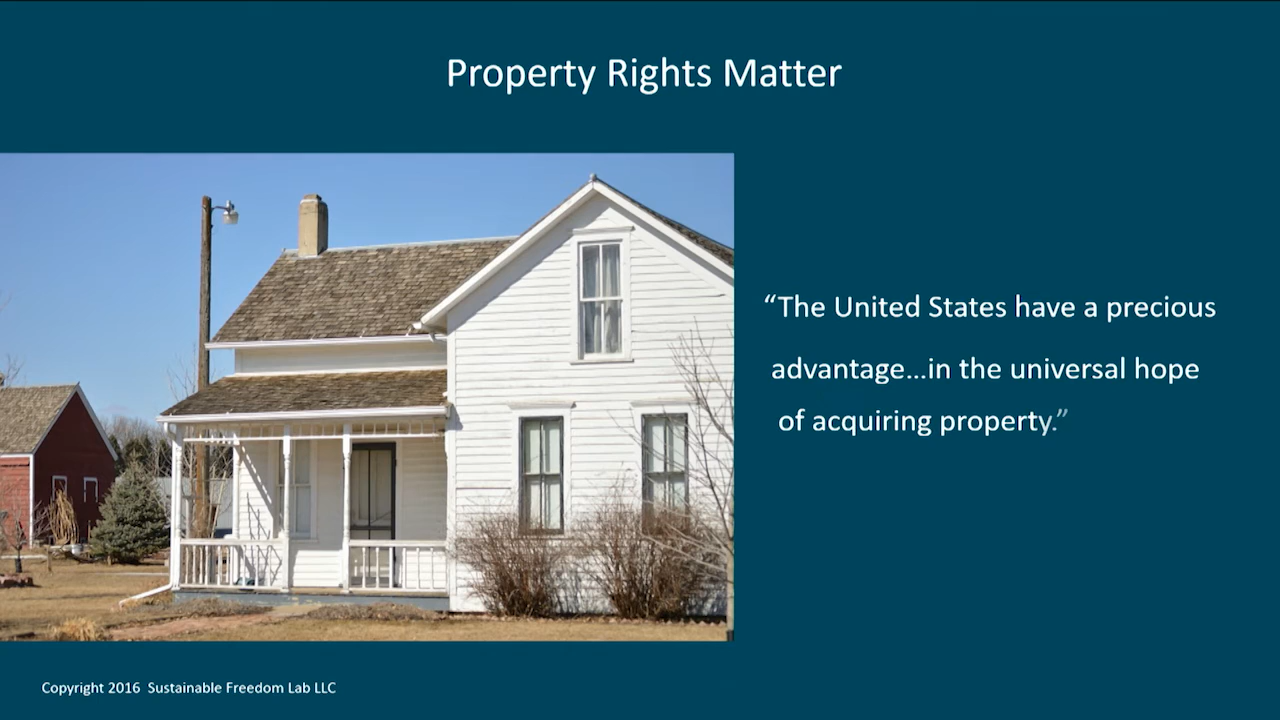 Property Rights Matter
“The United States have a precious
advantage...in the universal hope
of acquiring property.”
Copyright 2016 Sustainable Freedom Lab LLC